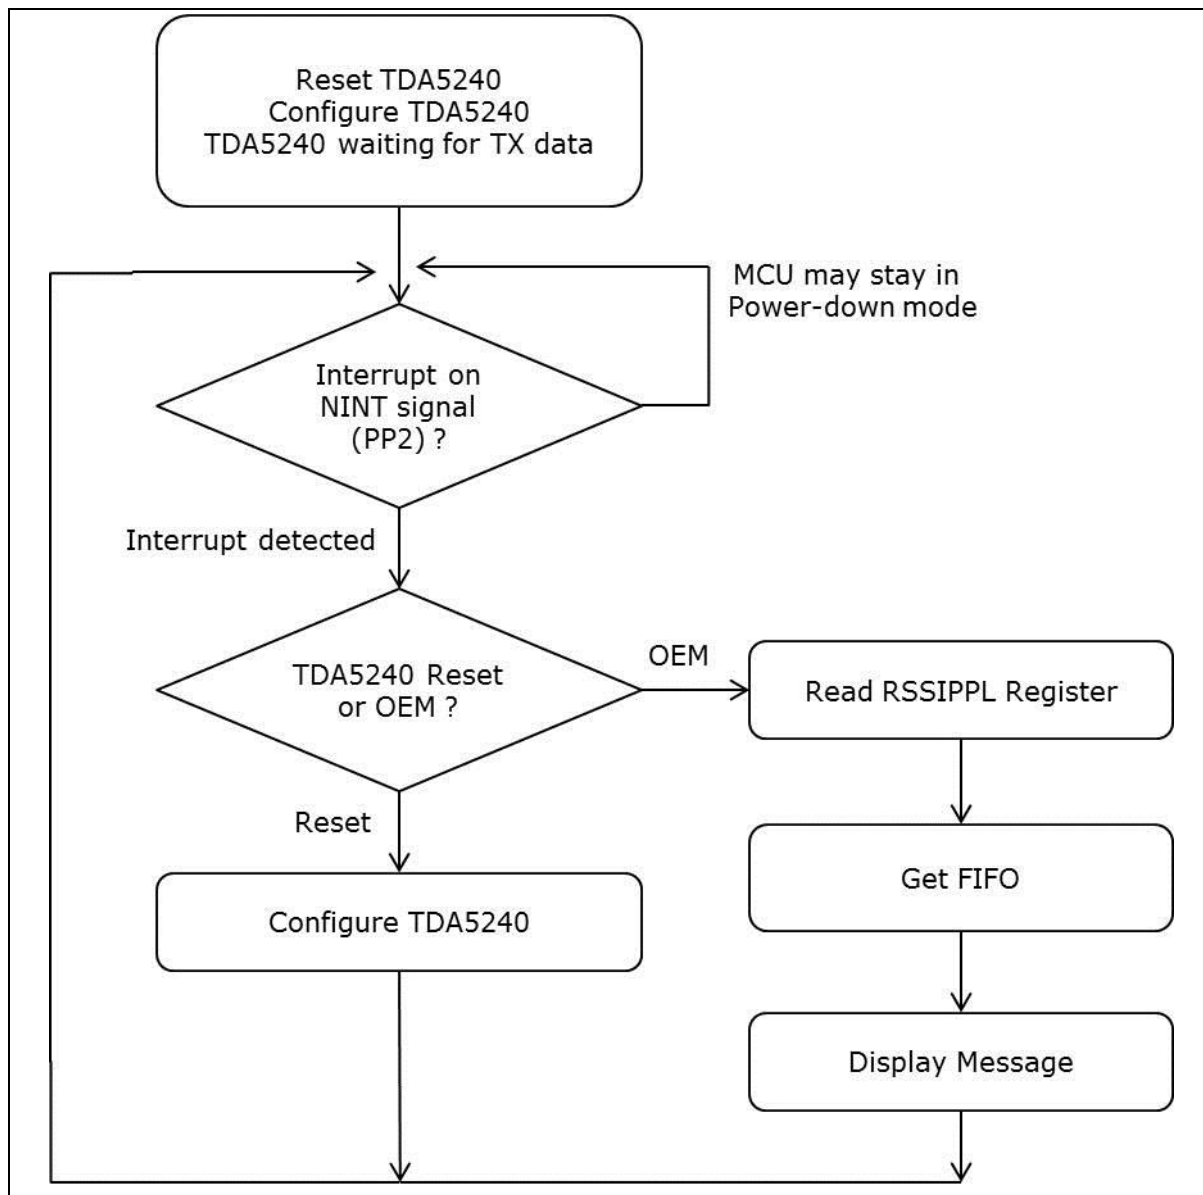 Reset TDA5240
Configure TDA5240
TDA5240 waiting for TX data
MCU may stay in
Power-down mode
Interrupt on
NINT signal
(PP2) ?
Interrupt detected
TDA5240 Reset
or OEM ?
OEM
Read RSSIPPL Register
Reset
Get FIFO
Configure TDA5240
Display Message